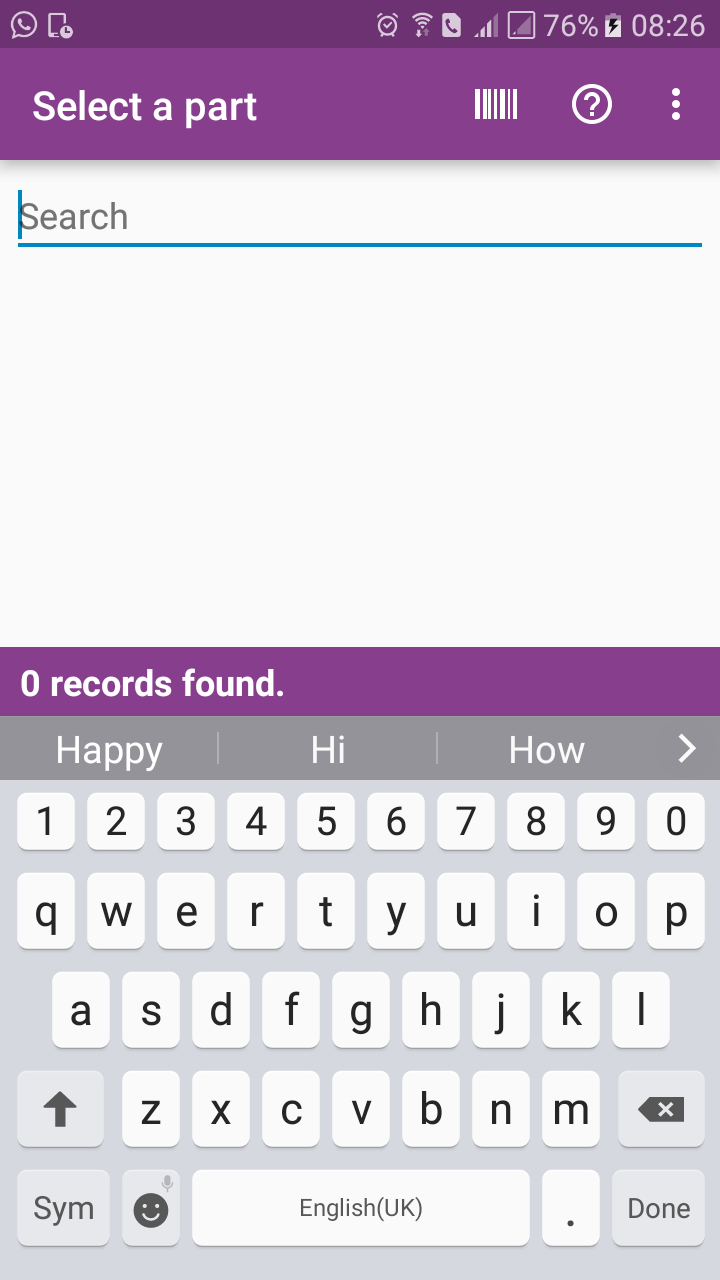 76% 08:26
Select a part
Search
0 records found.
Happy Hi How
1 2 3 4 5 6 7 8 9 0
q w e r t y u i o p
a s d f g h j k l
z x c v b n m
Sym English(UK) . Done